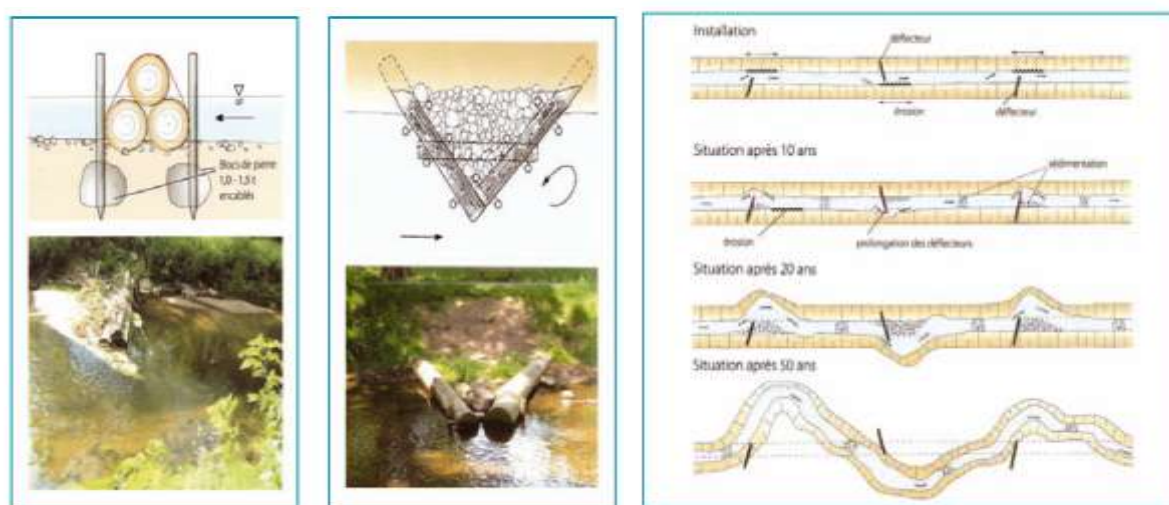 Blocs de pierre
1,0 - 1,5 t
encablés
Installation
déflecteur
érosion
déflecteur
Situation après 10 ans
sédimentation
érosion
prolongation des déflecteurs
Situation après 20 ans
Situation après 50 ans